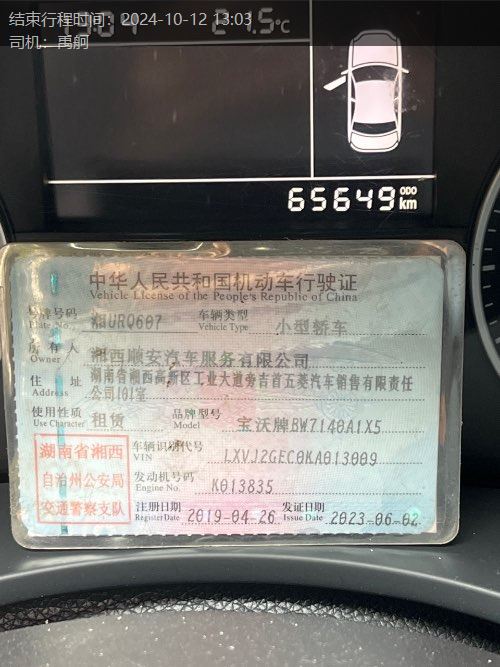 结束行程时间：2024-10-12 13:03
司机：禹舸
24.5°C
ODO
65649 km
中华人民共和国机动车行驶证
Vehicle License of the People's Republic of China
号牌号码 湘URQ607 车辆类型 小型轿车
Plate No. Vehicle Type
所有人 湘西顺安汽车服务有限公司
Owner
住址 湖南省湘西高新区工业大道旁吉首五菱汽车销售有限责任
Address 公司101室
使用性质 租赁 品牌型号 宝沃牌BW7140A1X5
Use Character Model
湖南省湘西 车辆识别代号 LXVJ2GEC0KA013009
VIN
自治州公安局 发动机号码 K013835
Engine No.
交通警察支队 注册日期 2019-04-26 发证日期 2023-06-02
Register Date Issue Date